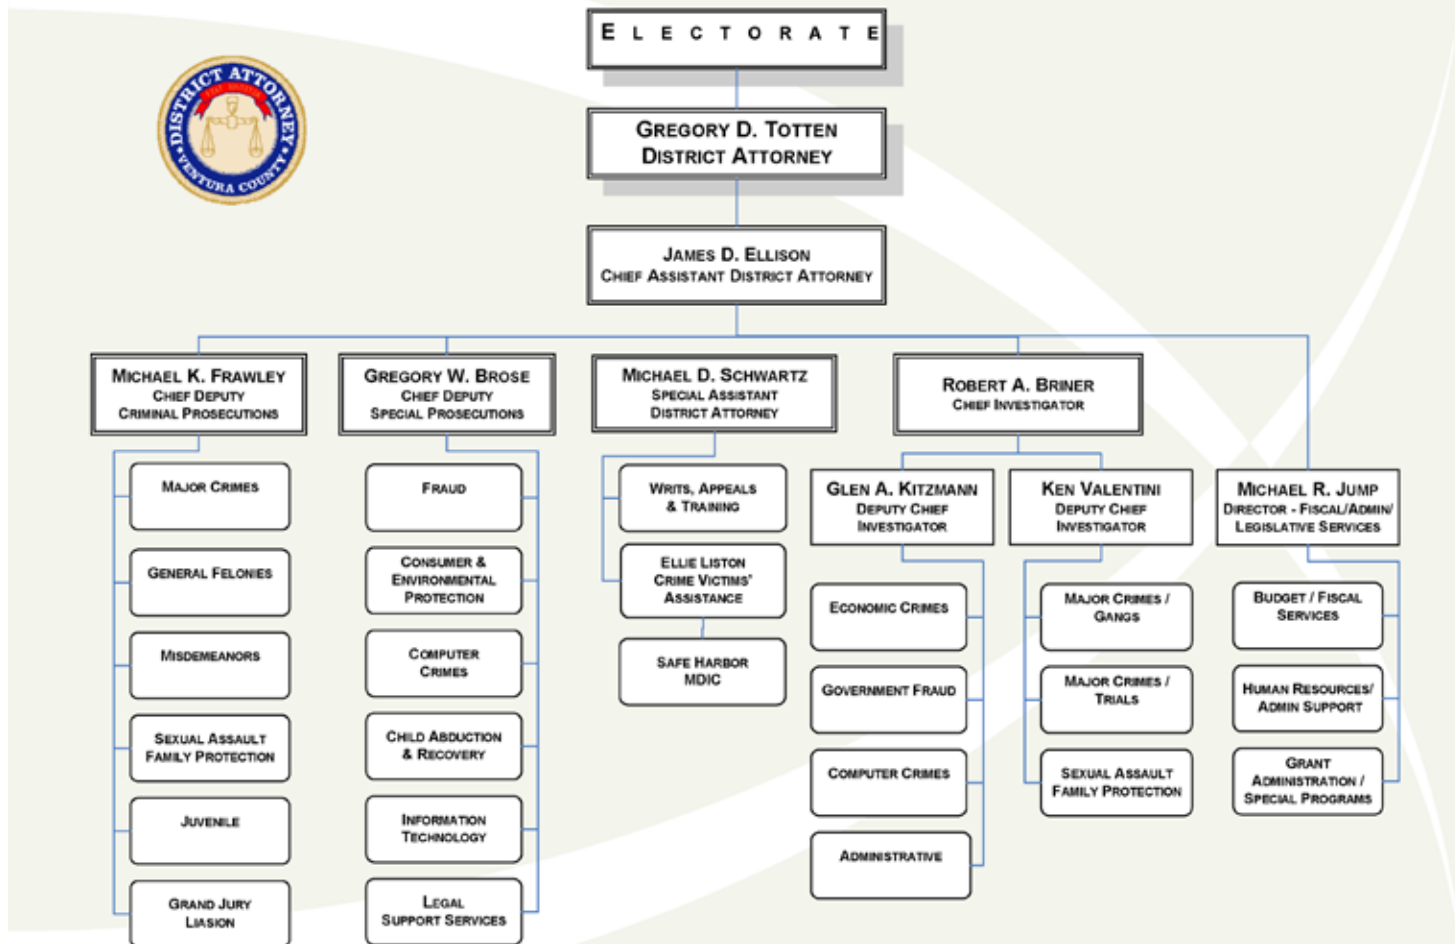 ELECTORATE
DISTRICT ATTORNEY
VENTURA COUNTY
GREGORY D. TOTTEN
DISTRICT ATTORNEY
JAMES D. ELLISON
CHIEF ASSISTANT DISTRICT ATTORNEY
MICHAEL K. FRAWLEY
CHIEF DEPUTY
CRIMINAL PROSECUTIONS
GREGORY W. BROSE
CHIEF DEPUTY
SPECIAL PROSECUTIONS
MICHAEL D. SCHWARTZ
SPECIAL ASSISTANT
DISTRICT ATTORNEY
ROBERT A. BRINER
CHIEF INVESTIGATOR
MAJOR CRIMES
GENERAL FELONIES
MISDEMEANORS
SEXUAL ASSAULT
FAMILY PROTECTION
JUVENILE
GRAND JURY
LIASION
FRAUD
CONSUMER &
ENVIRONMENTAL
PROTECTION
COMPUTER
CRIMES
CHILD ABDUCTION
& RECOVERY
INFORMATION
TECHNOLOGY
LEGAL
SUPPORT SERVICES
WRITS, APPEALS
& TRAINING
ELLIE LISTON
CRIME VICTIMS'
ASSISTANCE
SAFE HARBOR
MDIC
GLEN A. KITZMANN
DEPUTY CHIEF
INVESTIGATOR
ECONOMIC CRIMES
GOVERNMENT FRAUD
COMPUTER CRIMES
ADMINISTRATIVE
KEN VALENTINI
DEPUTY CHIEF
INVESTIGATOR
MAJOR CRIMES /
GANGS
MAJOR CRIMES /
TRIALS
SEXUAL ASSAULT
FAMILY PROTECTION
MICHAEL R. JUMP
DIRECTOR - FISCAL/ADMIN/
LEGISLATIVE SERVICES
BUDGET / FISCAL
SERVICES
HUMAN RESOURCES/
ADMIN SUPPORT
GRANT
ADMINISTRATION /
SPECIAL PROGRAMS